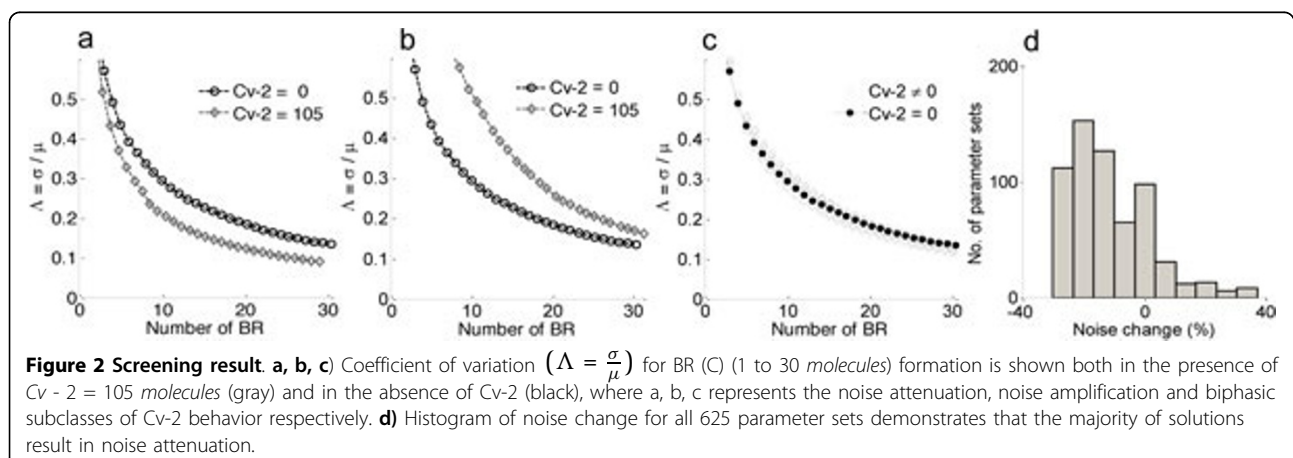 a
b
c
d
Cv-2 = 0
Cv-2 = 105
Λ = σ / μ
0.5
0.4
0.3
0.2
0.1
0
0
10
20
30
Number of BR
Cv-2 = 0
Cv-2 = 105
Λ = σ / μ
0.5
0.4
0.3
0.2
0.1
0
0
10
20
30
Number of BR
Cv-2 ≠ 0
Cv-2 = 0
Λ = σ / μ
0.5
0.4
0.3
0.2
0.1
0
0
10
20
30
Number of BR
No. of parameter sets
200
100
0
-40
0
40
Noise change (%)
Figure 2 Screening result. a, b, c) Coefficient of variation (Λ = σ/μ) for BR (C) (1 to 30 molecules) formation is shown both in the presence of
Cv - 2 = 105 molecules (gray) and in the absence of Cv-2 (black), where a, b, c represents the noise attenuation, noise amplification and biphasic
subclasses of Cv-2 behavior respectively. d) Histogram of noise change for all 625 parameter sets demonstrates that the majority of solutions
result in noise attenuation.